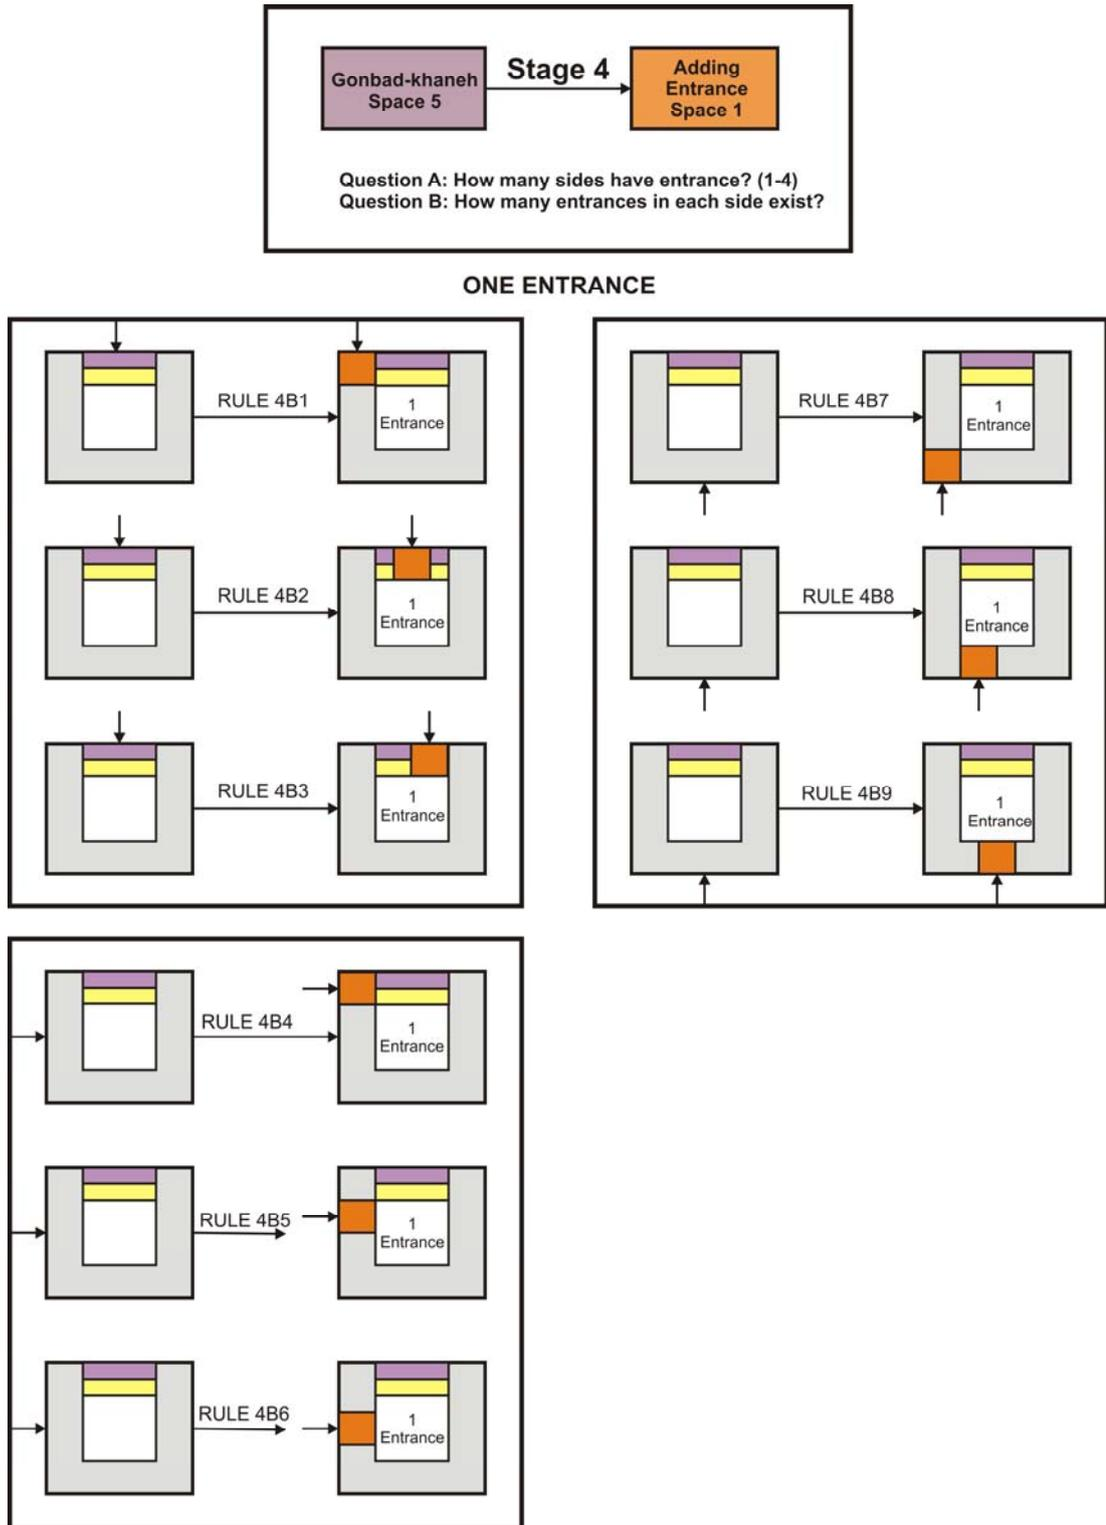 Gonbad-khaneh
Space 5
Stage 4
Adding
Entrance
Space 1
Question A: How many sides have entrance? (1-4)
Question B: How many entrances in each side exist?
ONE ENTRANCE
RULE 4B1
1
Entrance
RULE 4B2
1
Entrance
RULE 4B3
1
Entrance
RULE 4B7
1
Entrance
RULE 4B8
1
Entrance
RULE 4B9
1
Entrance
RULE 4B4
1
Entrance
RULE 4B5
1
Entrance
RULE 4B6
1
Entrance